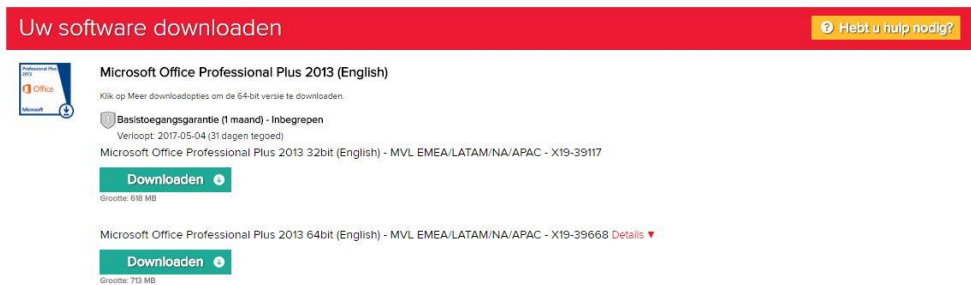 Uw software downloaden
Hebt u hulp nodig?
Professional Plus
2013
Office
Microsoft
Microsoft Office Professional Plus 2013 (English)
Klik op Meer downloadopties om de 64-bit versie te downloaden.
Basistoegangsgarantie (1 maand) - Inbegrepen
Verloopt: 2017-05-04 (31 dagen tegoed)
Microsoft Office Professional Plus 2013 32bit (English) - MVL EMEA/LATAM/NA/APAC - X19-39117
Downloaden
Grootte: 618 MB
Microsoft Office Professional Plus 2013 64bit (English) - MVL EMEA/LATAM/NA/APAC - X19-39668 Details ▼
Downloaden
Grootte: 713 MB